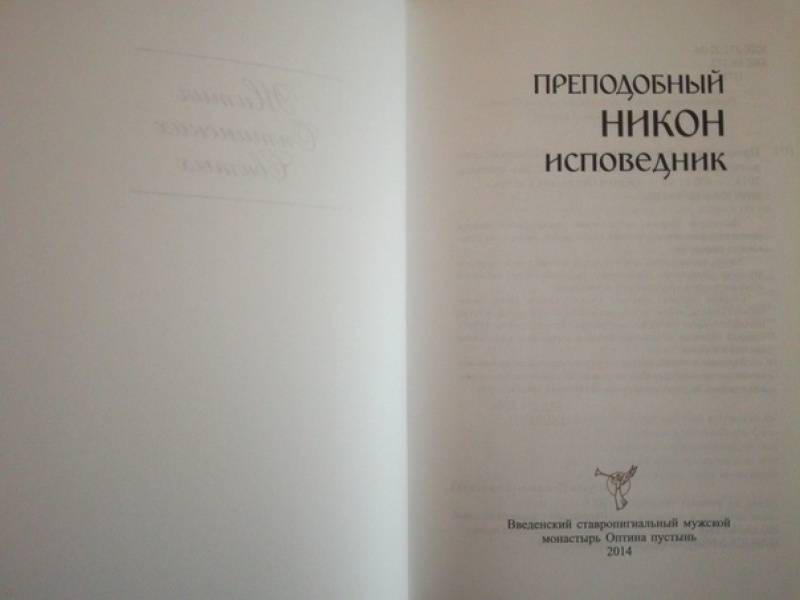 ПРЕПОДОБНЫЙ
НИКОН
ИСПОВЕДНИК
Введенский ставропигиальный мужской
монастырь Оптина пустынь
2014